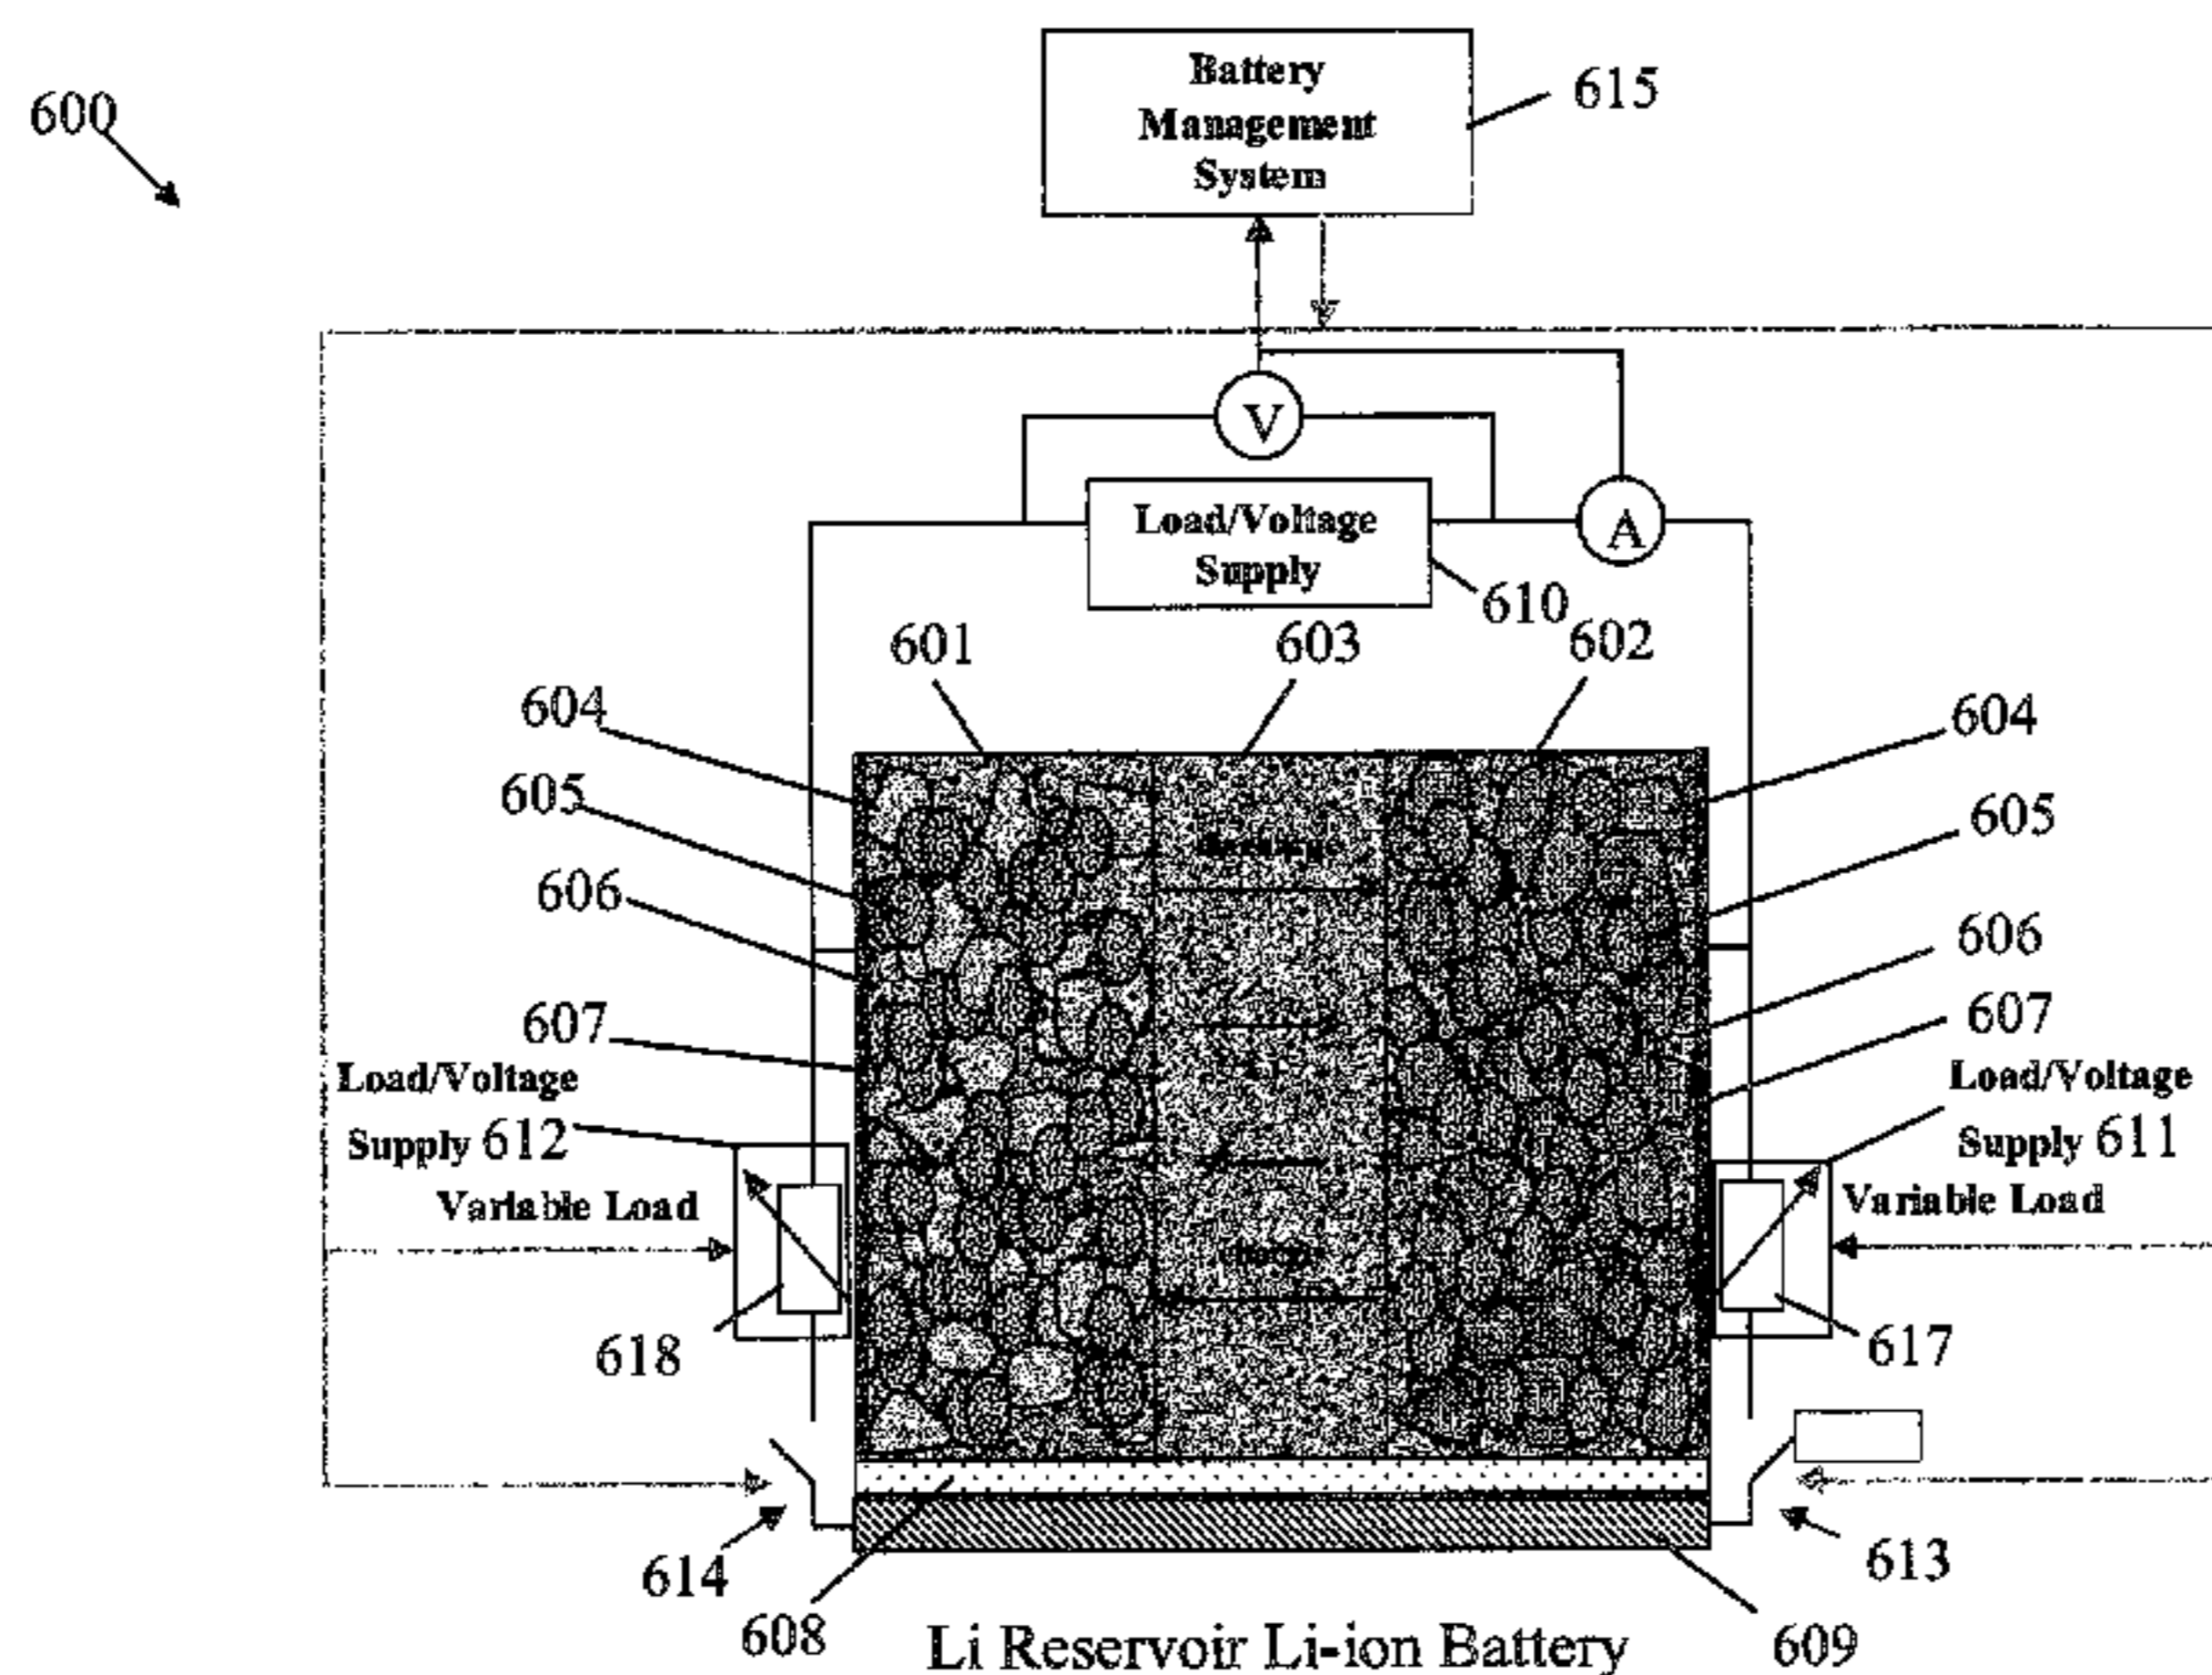 600
Battery
Management
System
615
V
Load/Voltage
Supply
A
610
601
603
602
604
604
605
605
606
606
607
607
Load/Voltage
Supply 612
Variable Load
Load/Voltage
Supply 611
Variable Load
618
617
614
613
608
609
Li Reservoir Li-ion Battery